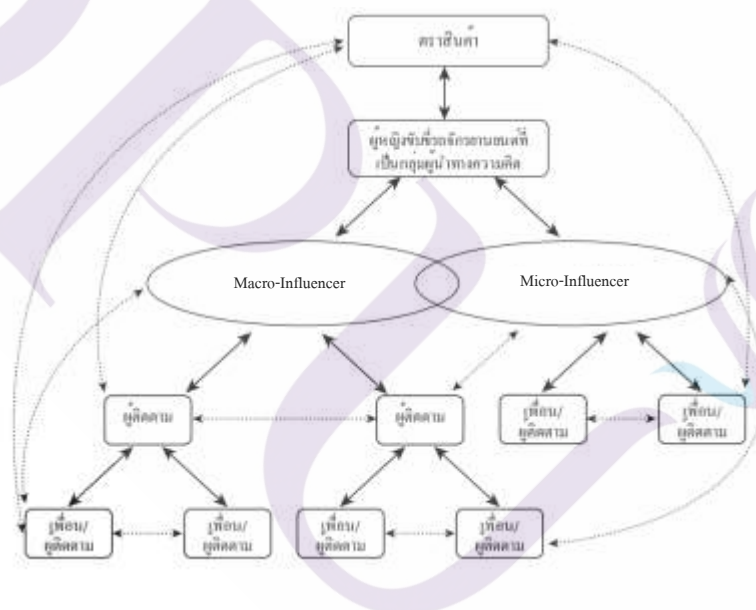 ตราสินค้า
ผู้หญิงขับขี่รถจักรยานยนต์ที่
เป็นกลุ่มผู้นำทางความคิด
Macro-Influencer
Micro-Influencer
ผู้ติดตาม
ผู้ติดตาม
เพื่อน/
ผู้ติดตาม
เพื่อน/
ผู้ติดตาม
เพื่อน/
ผู้ติดตาม
เพื่อน/
ผู้ติดตาม
เพื่อน/
ผู้ติดตาม
เพื่อน/
ผู้ติดตาม